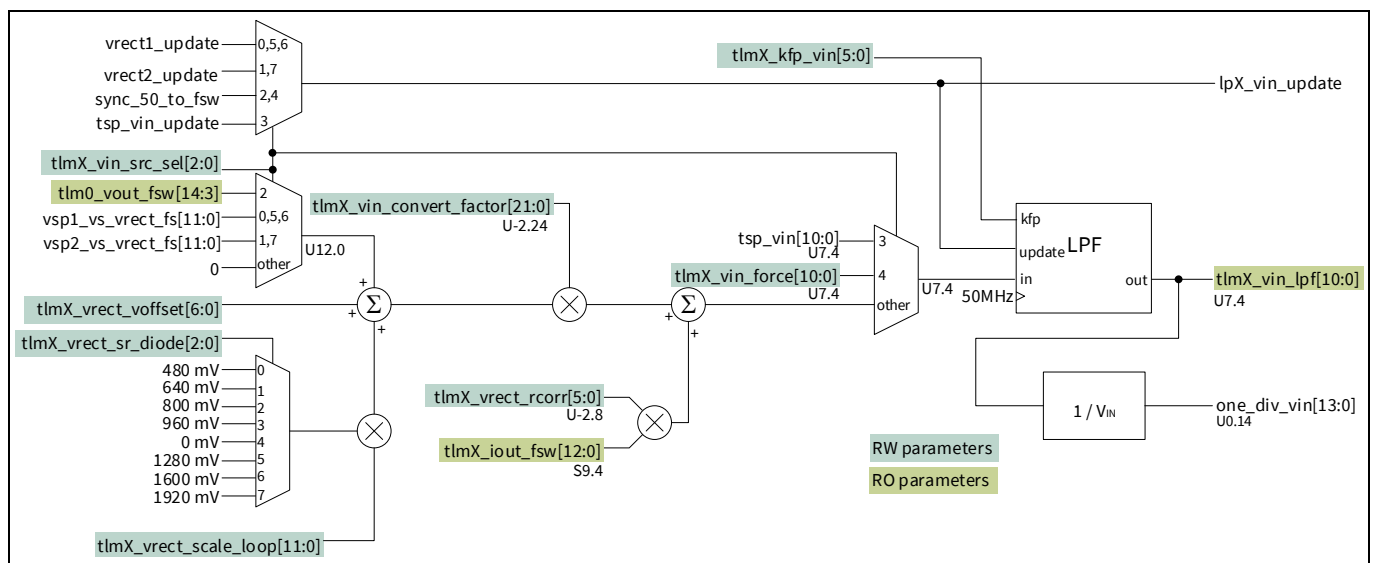 vrect1_update
0,5,6
vrect2_update
1,7
sync_50_to_fsw
2,4
tsp_vin_update
3
tlmX_kfp_vin[5:0]
lpX_vin_update
tlmX_vin_src_sel[2:0]
tlm0_vout_fsw[14:3]
2
vsp1_vs_vrect_fs[11:0]
0,5,6
vsp2_vs_vrect_fs[11:0]
1,7
0
other
U12.0
tlmX_vin_convert_factor[21:0]
U-2.24
tsp_vin[10:0]
U7.4
3
tlmX_vin_force[10:0]
U7.4
4
other
U7.4
kfp
update
LPF
in
out
50MHz
tlmX_vin_lpf[10:0]
U7.4
tlmX_vrect_voffset[6:0]
+
+
Σ
+
×
+
Σ
+
tlmX_vrect_sr_diode[2:0]
480 mV 0
640 mV 1
800 mV 2
960 mV 3
0 mV 4
1280 mV 5
1600 mV 6
1920 mV 7
×
tlmX_vrect_rcorr[5:0]
U-2.8
×
tlmX_iout_fsw[12:0]
S9.4
1 / VIN
one_div_vin[13:0]
U0.14
RW parameters
RO parameters
tlmX_vrect_scale_loop[11:0]